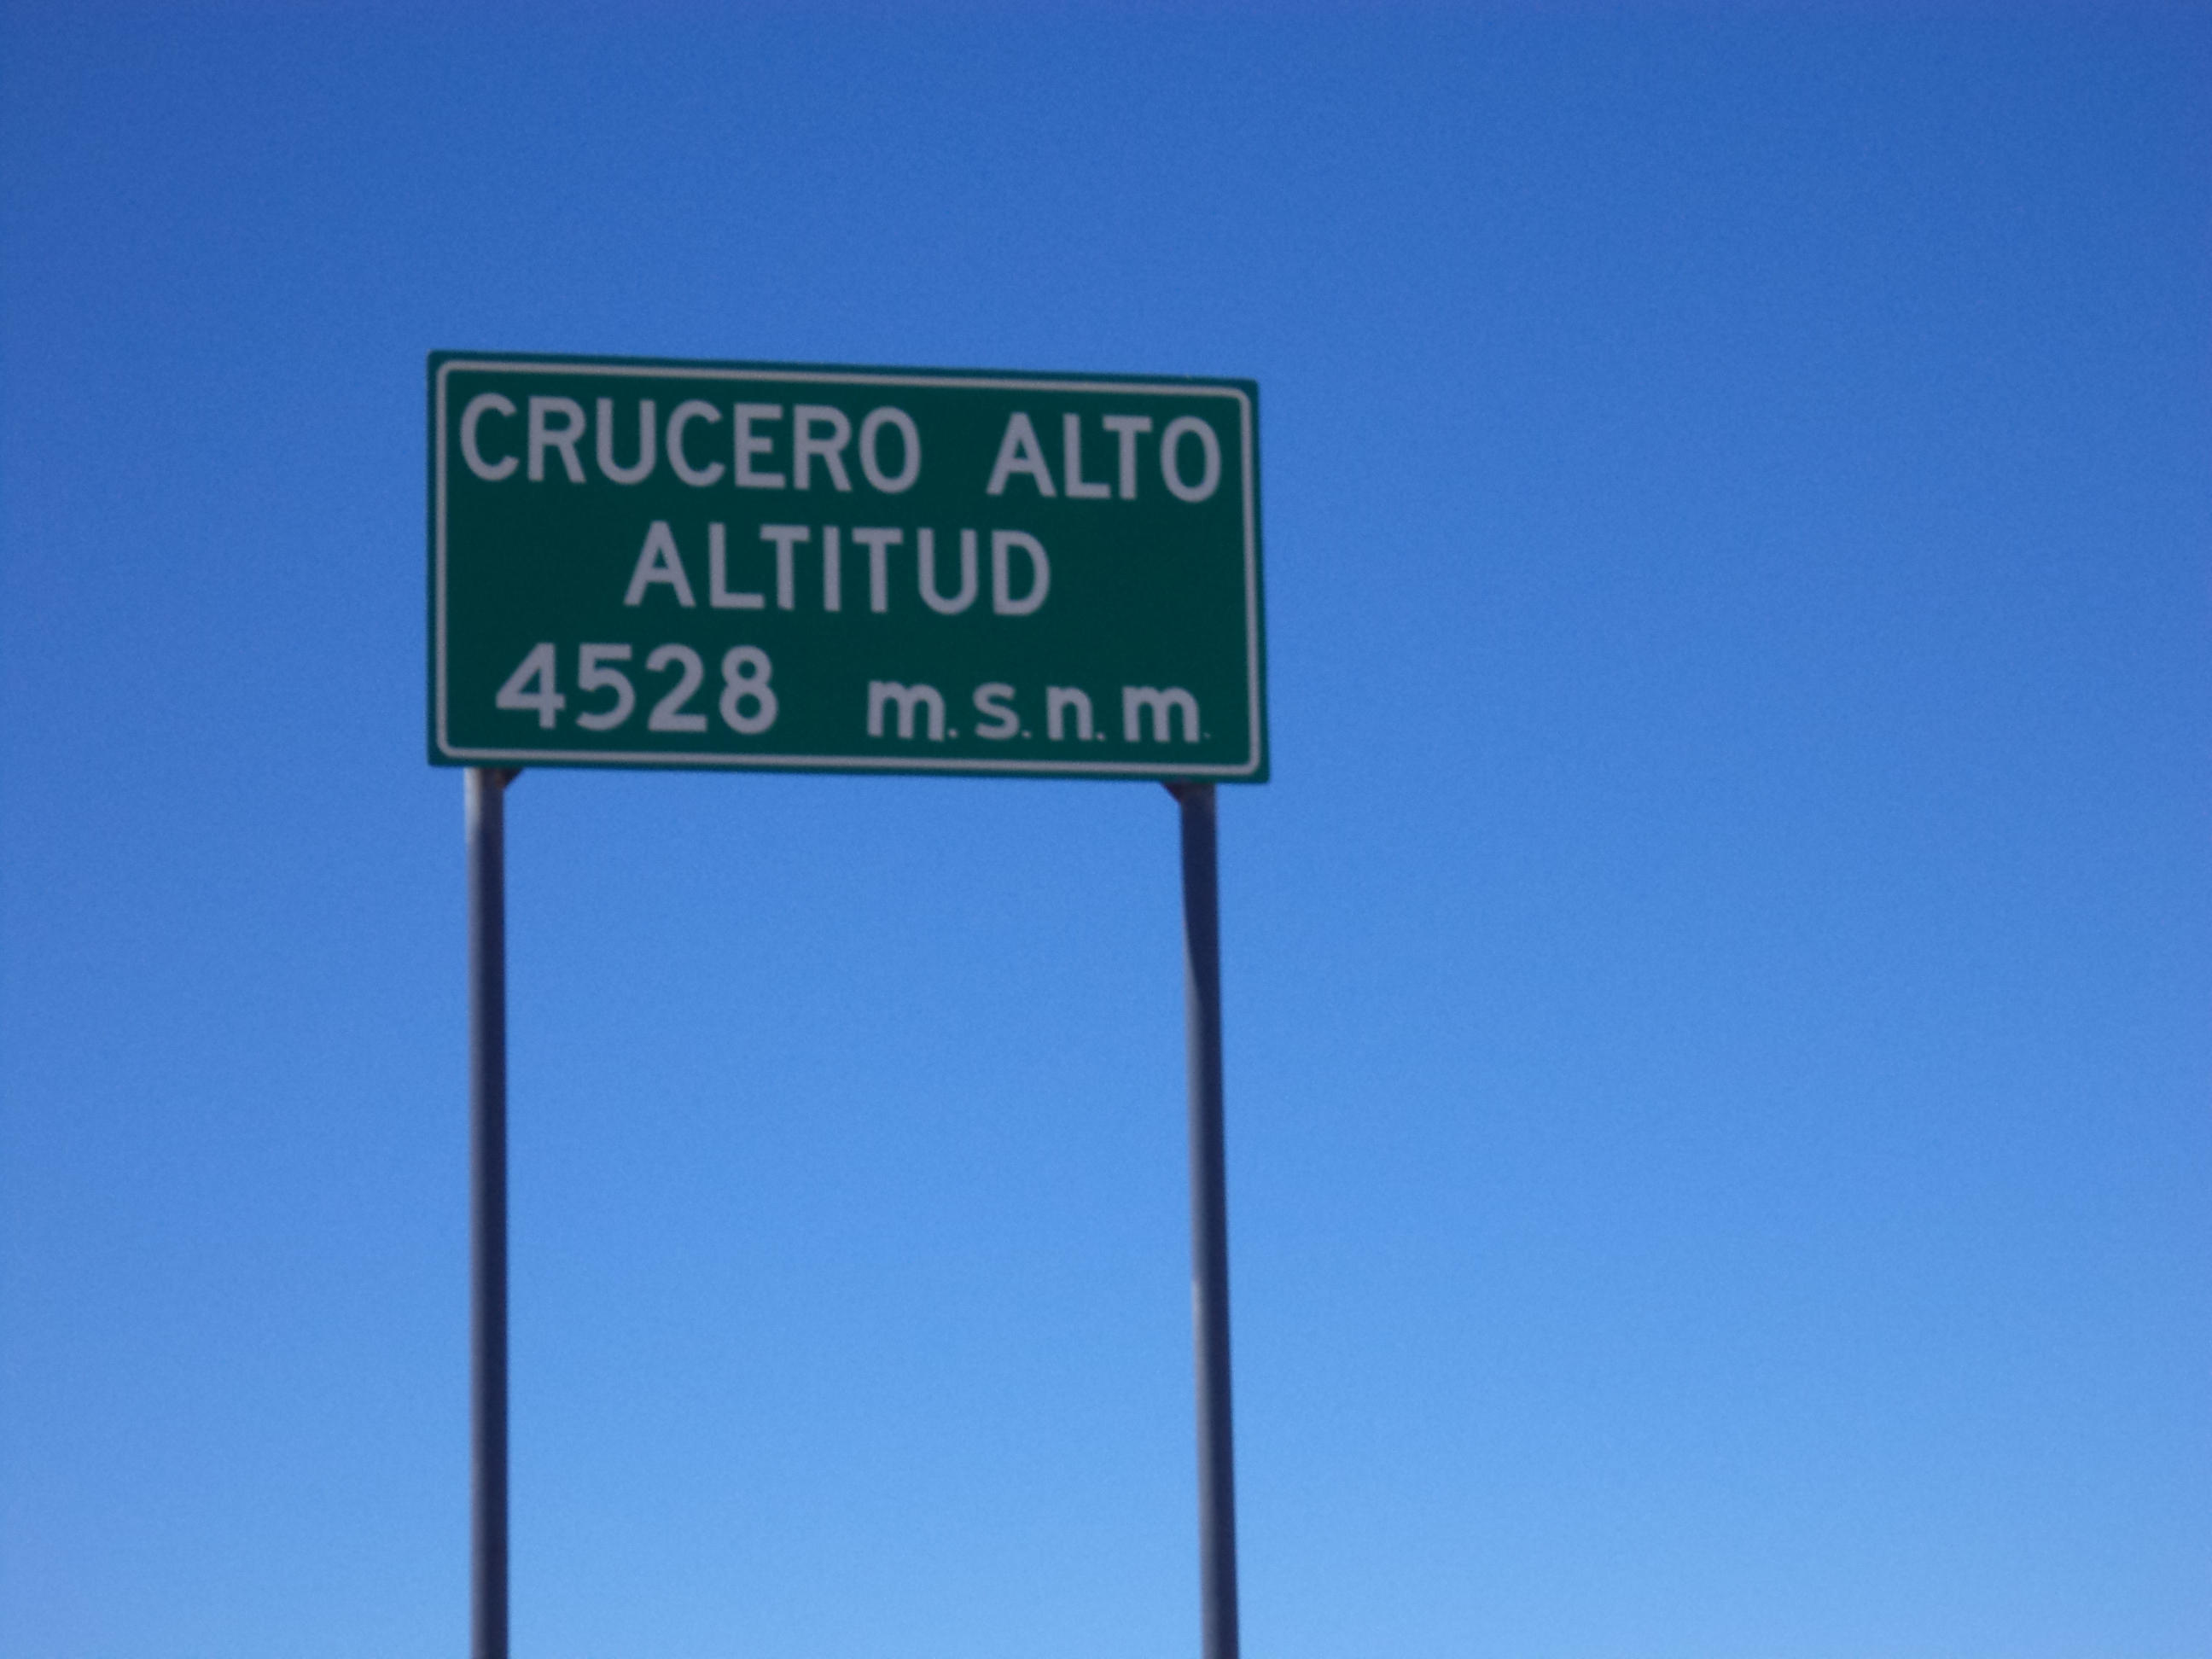 CRUCERO ALTO
ALTITUD
4528 m.s.n.m.